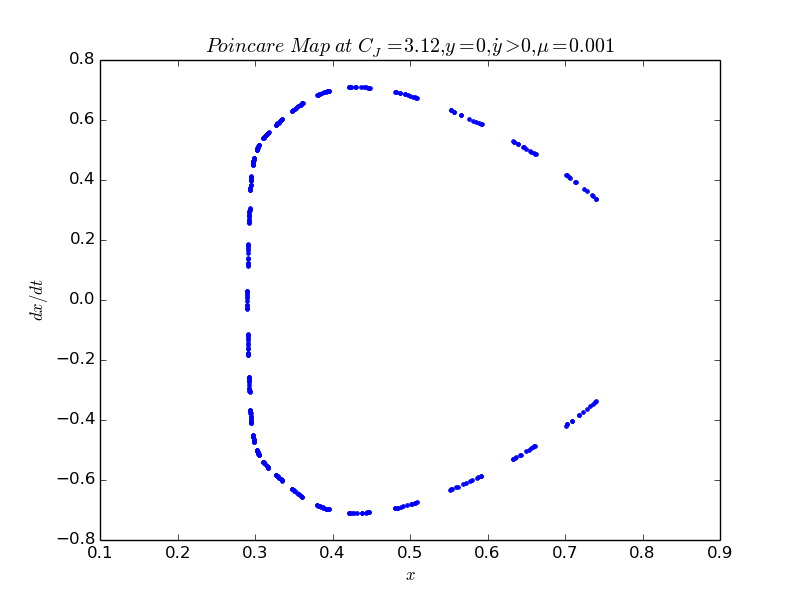 Poincare Map at C_J = 3.12, y = 0, ẏ > 0, μ = 0.001
0.8
0.6
0.4
0.2
0.0
−0.2
−0.4
−0.6
−0.8
dx/dt
0.1 0.2 0.3 0.4 0.5 0.6 0.7 0.8 0.9
x